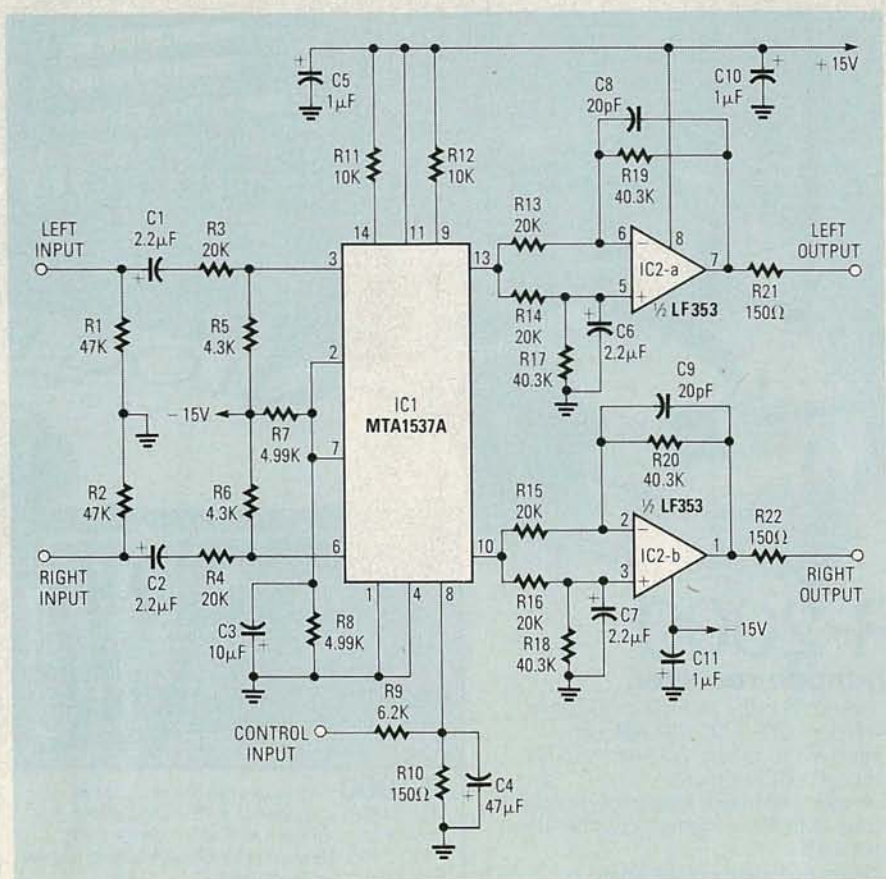 +
C5
1µF
R11
10K
R12
10K
C8
20pF
R19
40.3K
C10
1µF
+
+ 15V
LEFT
INPUT
C1
2.2µF
+
R3
20K
14
11
9
3
13
R13
20K
6
−
8
IC2-a
7
5
+
½ LF353
LEFT
OUTPUT
R21
150Ω
R1
47K
R5
4.3K
2
R14
20K
R17
40.3K
+
C6
2.2µF
− 15V
R7
4.99K
IC1
MTA1537A
C9
20pF
R20
40.3K
7
R2
47K
R6
4.3K
R15
20K
½ LF353
2
−
IC2-b
1
3
+
R22
150Ω
RIGHT
INPUT
+
C2
2.2µF
R4
20K
6
10
R16
20K
RIGHT
OUTPUT
C3
10µF
+
R8
4.99K
1
4
8
R18
40.3K
+
C7
2.2µF
− 15V
C11
1µF
+
CONTROL
INPUT
R9
6.2K
R10
150Ω
+
C4
47µF